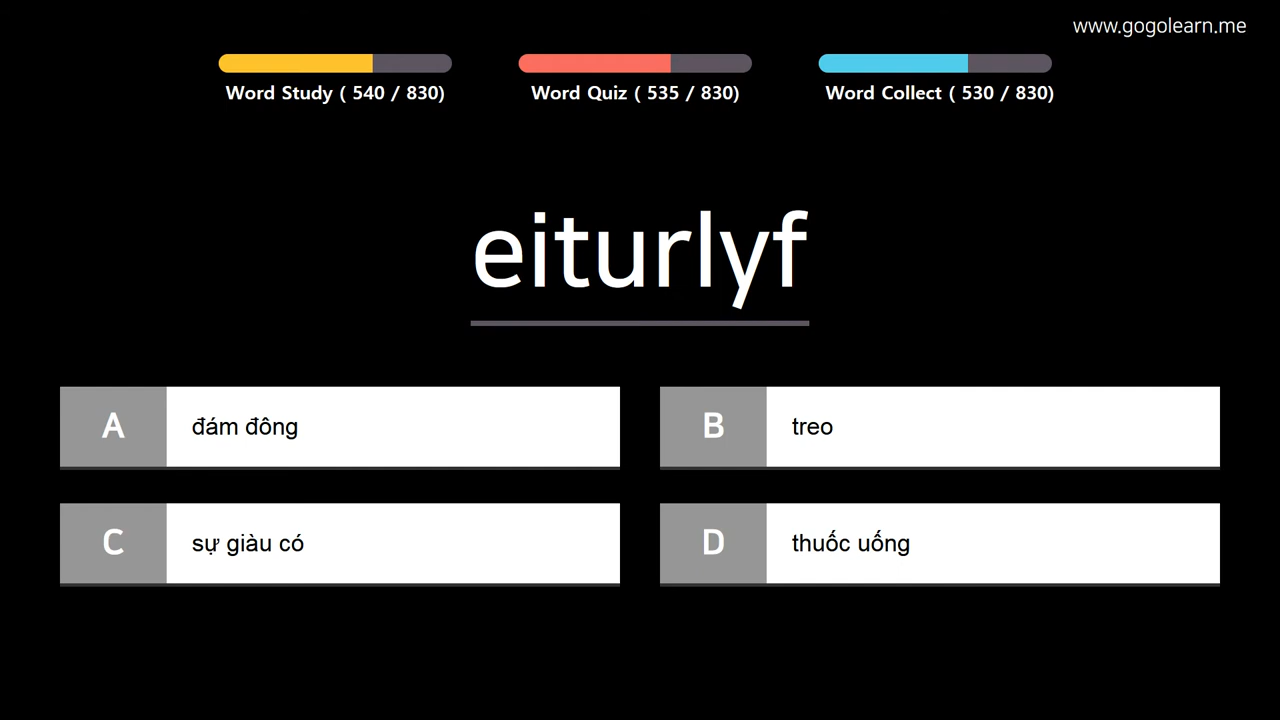 www.gogolearn.me
Word Study ( 540 / 830)
Word Quiz ( 535 / 830)
Word Collect ( 530 / 830)
eiturlyf
A đám đông
B treo
C sự giàu có
D thuốc uống